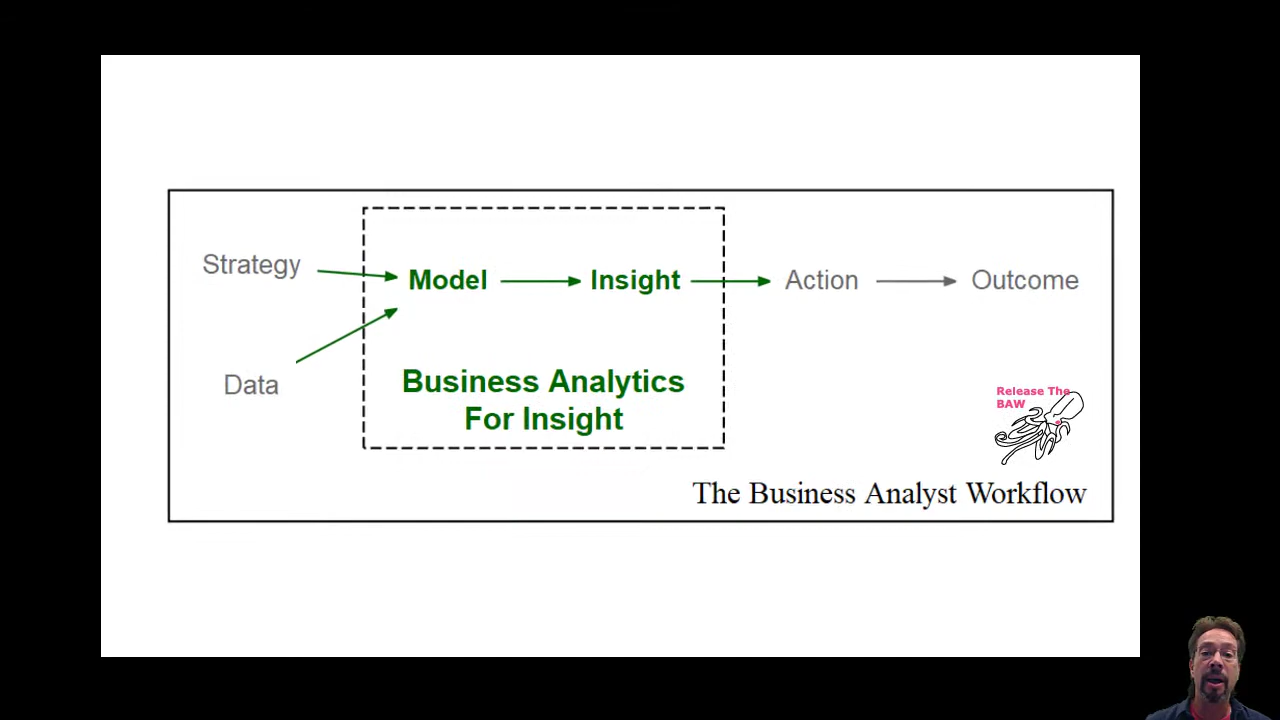 Strategy
Model
Insight
Action
Outcome
Data
Business Analytics
For Insight
Release The
BAW
The Business Analyst Workflow